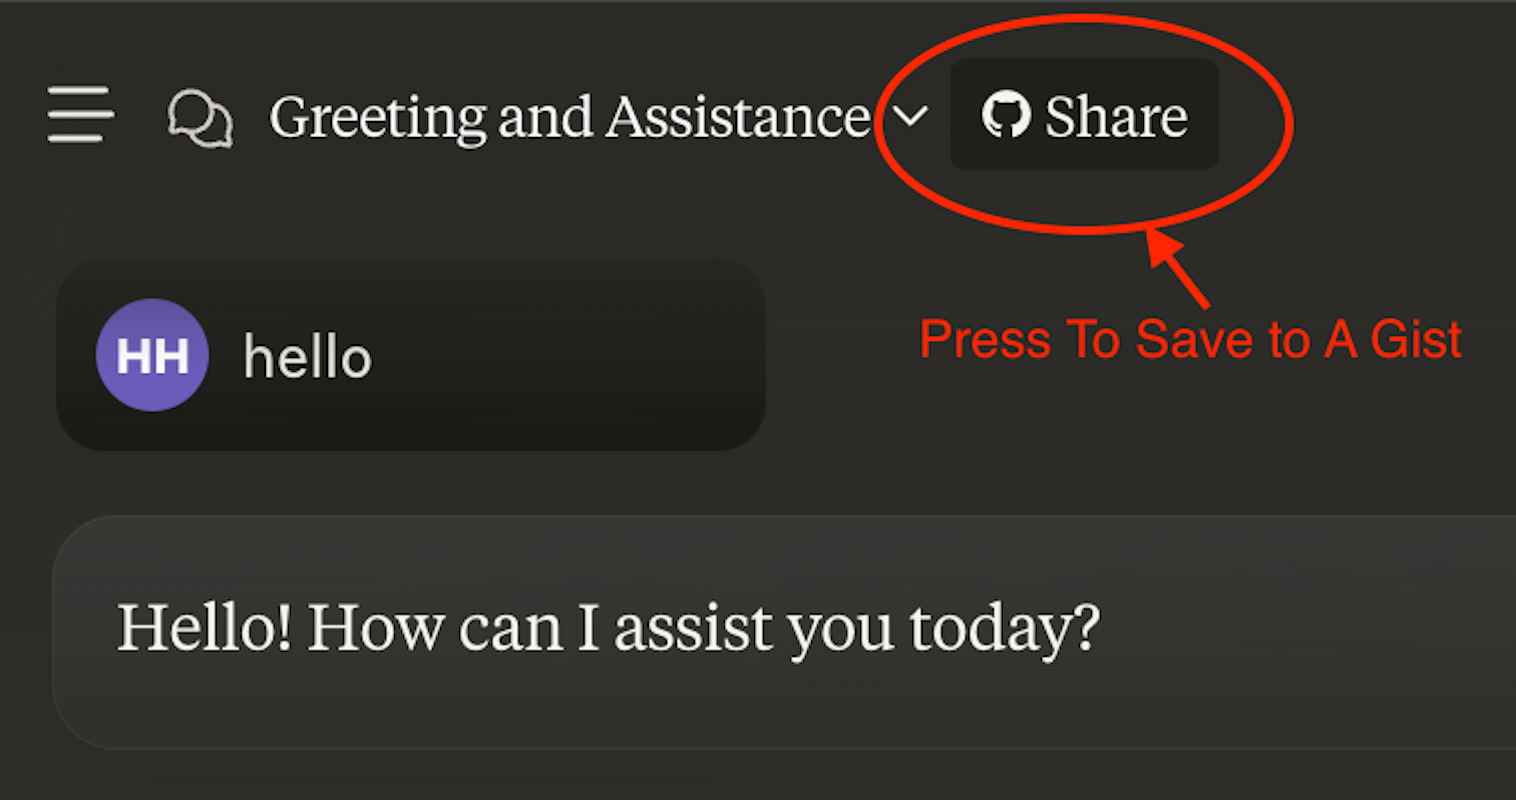 Greeting and Assistance
Share
HH
hello
Press To Save to A Gist
Hello! How can I assist you today?